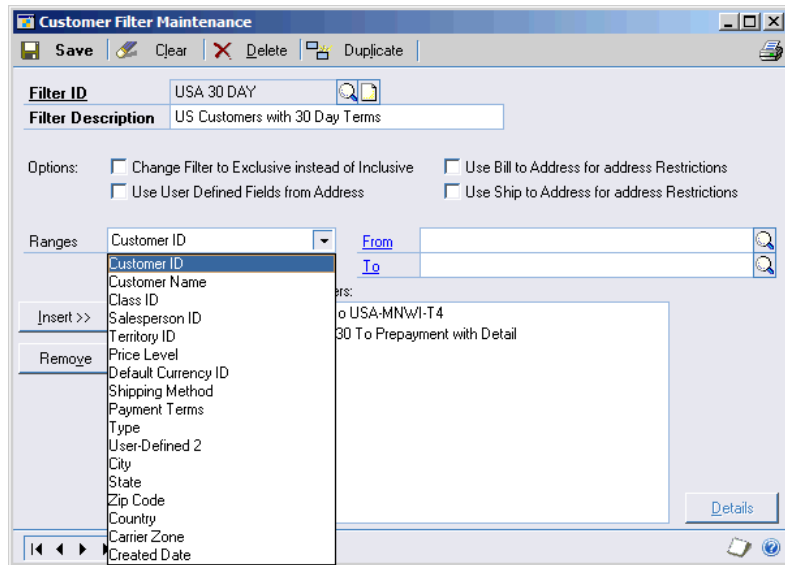 Customer Filter Maintenance
Save Clear Delete Duplicate
Filter ID USA 30 DAY
Filter Description US Customers with 30 Day Terms
Options: Change Filter to Exclusive instead of Inclusive Use Bill to Address for address Restrictions
Use User Defined Fields from Address Use Ship to Address for address Restrictions
Ranges Customer ID From
To
Customer ID
Customer Name
Class ID
Salesperson ID
Territory ID
Price Level
Default Currency ID
Shipping Method
Payment Terms
Type
User-Defined 2
City
State
Zip Code
Country
Carrier Zone
Created Date
ers:
Insert >> o USA-MNWI-T4
30 To Prepayment with Detail
Remove
Details